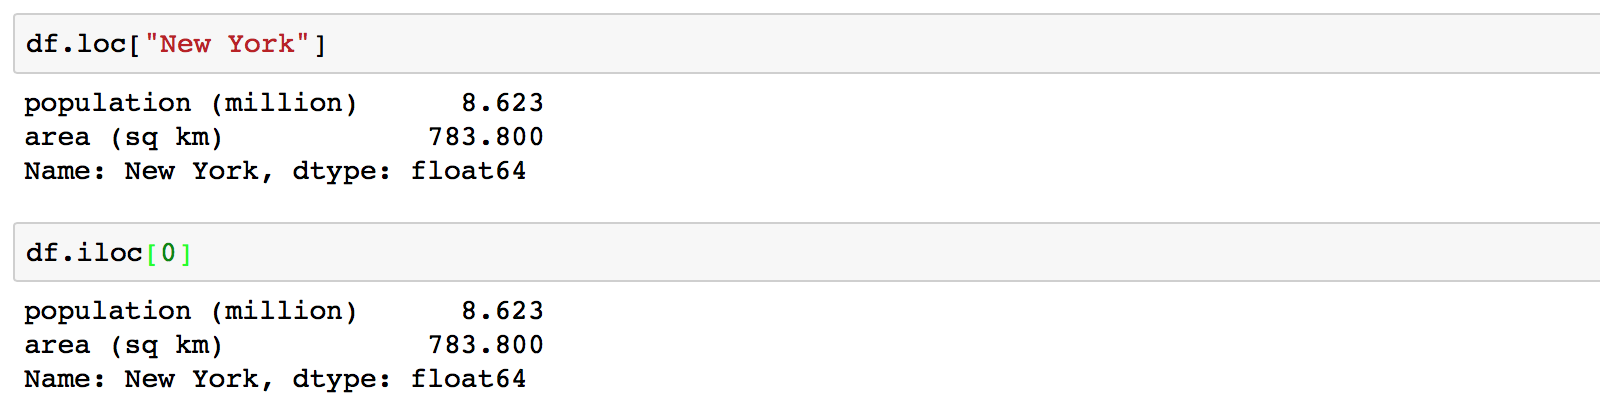 df.loc["New York"]
population (million)      8.623
area (sq km)            783.800
Name: New York, dtype: float64
df.iloc[0]
population (million)      8.623
area (sq km)            783.800
Name: New York, dtype: float64